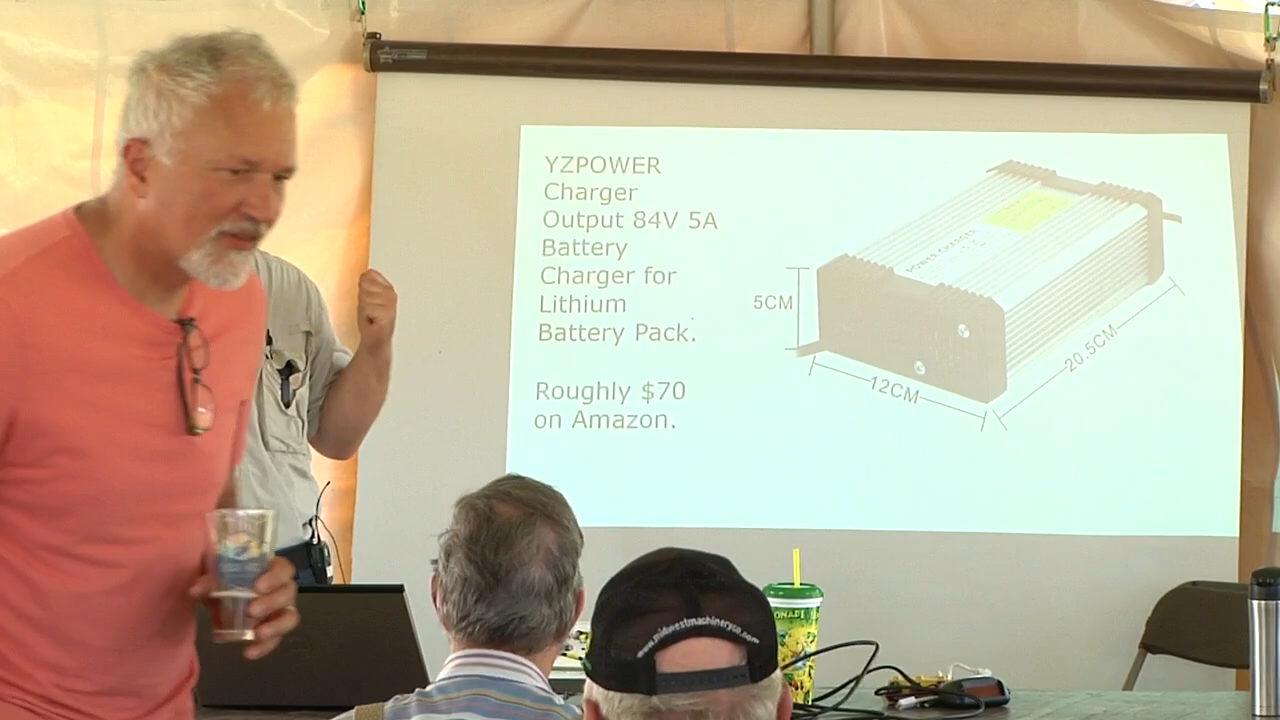 YZPOWER
Charger
Output 84V 5A
Battery
Charger for
Lithium
Battery Pack.
Roughly $70
on Amazon.
POWER CHARGER
5CM
12CM
20.5CM
www.midwestmachineryco.com